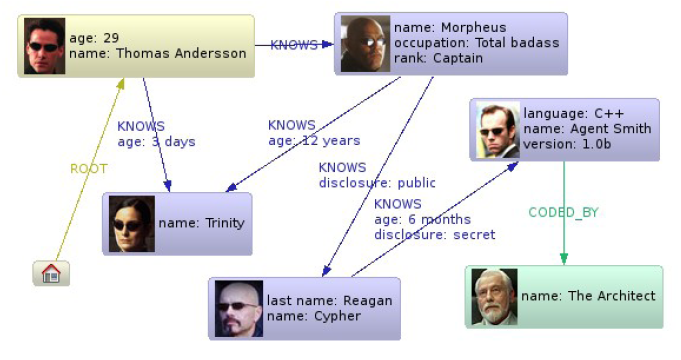 age: 29
name: Thomas Andersson
KNOWS
name: Morpheus
occupation: Total badass
rank: Captain
KNOWS
age: 3 days
KNOWS
age: 12 years
language: C++
name: Agent Smith
version: 1.0b
ROOT
KNOWS
disclosure: public
name: Trinity
KNOWS
age: 6 months
disclosure: secret
CODED_BY
last name: Reagan
name: Cypher
name: The Architect